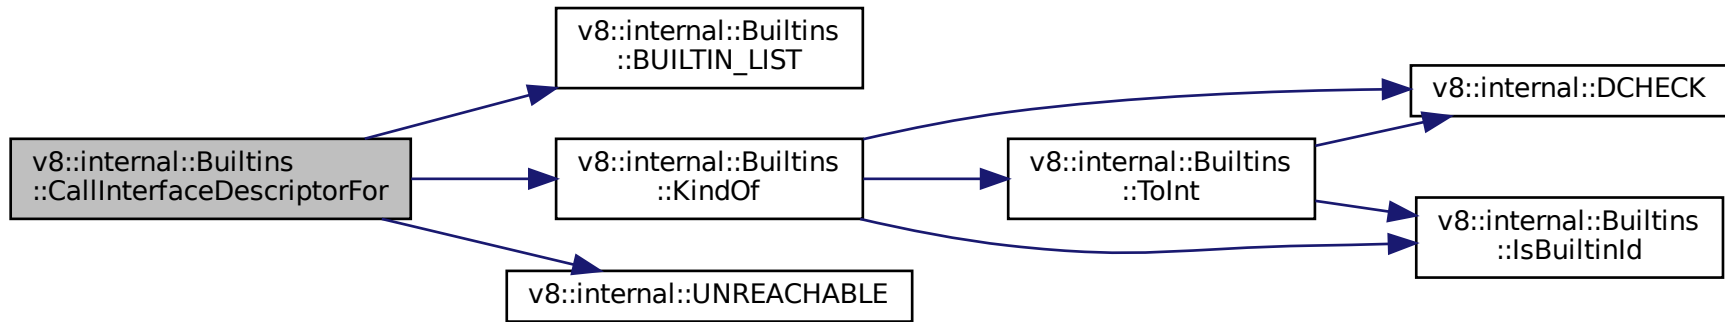 v8::internal::Builtins
::CallInterfaceDescriptorFor
v8::internal::Builtins
::BUILTIN_LIST
v8::internal::Builtins
::KindOf
v8::internal::UNREACHABLE
v8::internal::Builtins
::ToInt
v8::internal::DCHECK
v8::internal::Builtins
::IsBuiltinId